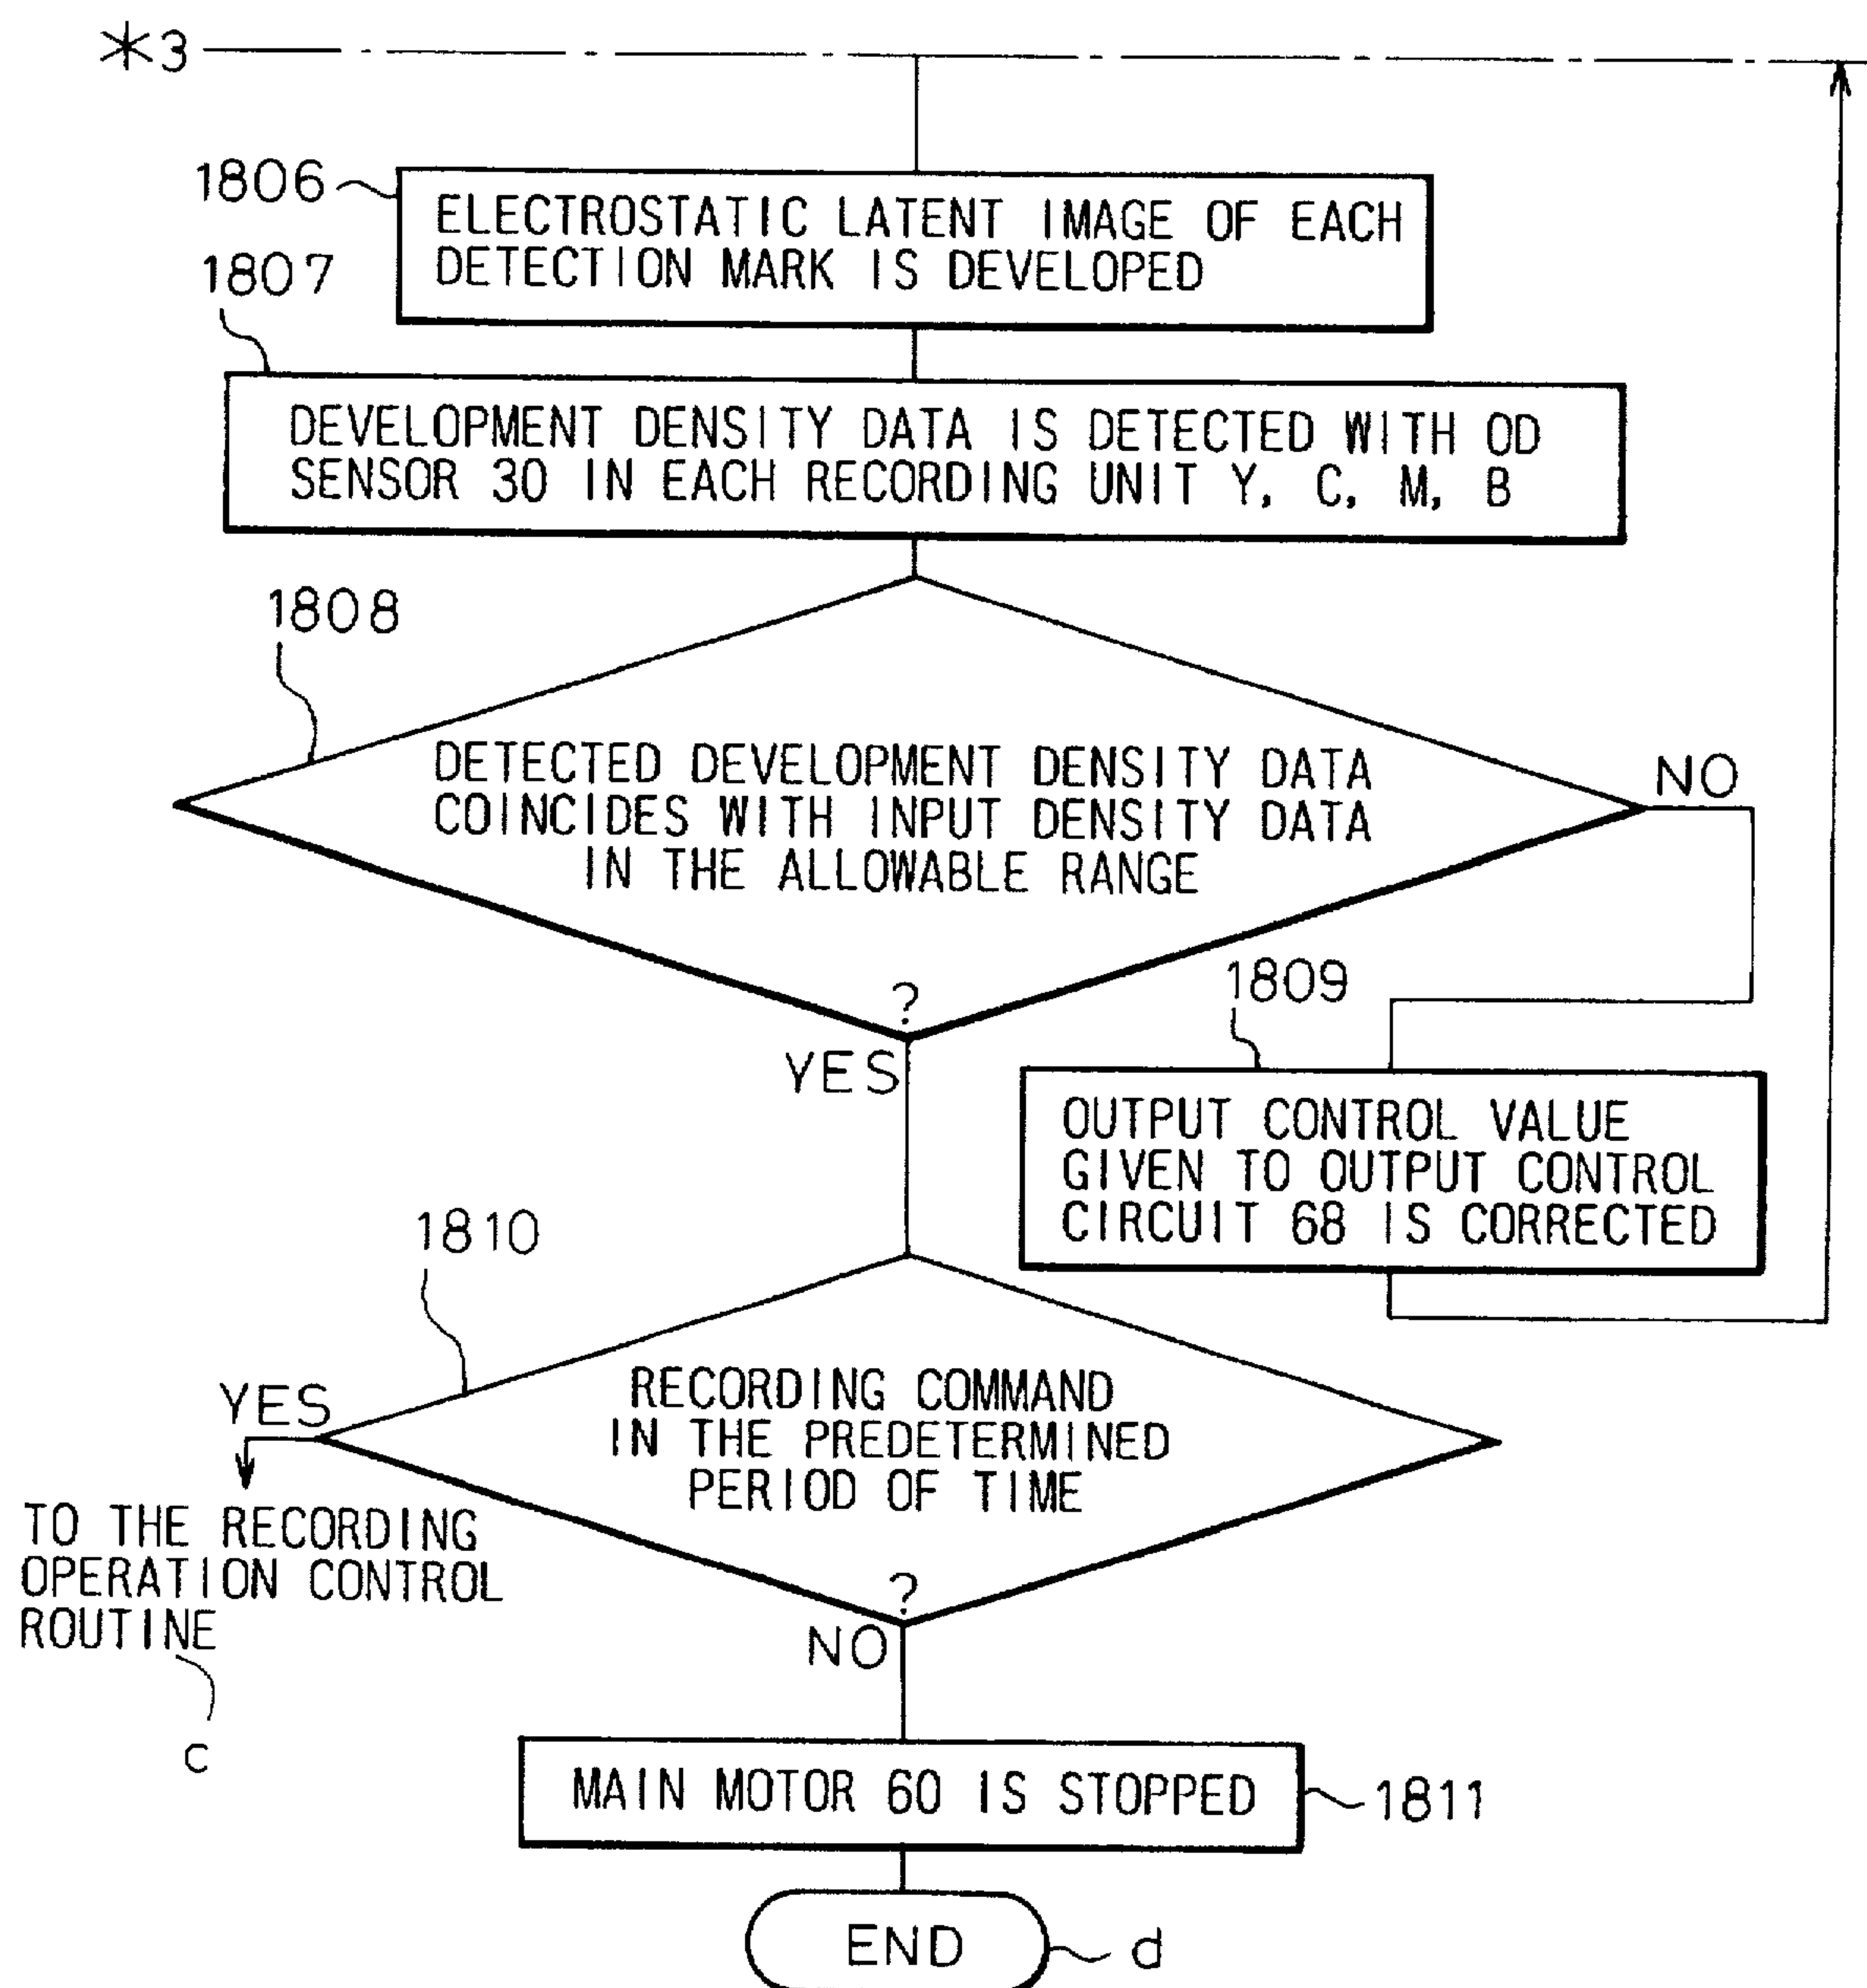 *3
1806
ELECTROSTATIC LATENT IMAGE OF EACH
DETECTION MARK IS DEVELOPED
1807
DEVELOPMENT DENSITY DATA IS DETECTED WITH OD
SENSOR 30 IN EACH RECORDING UNIT Y, C, M, B
1808
DETECTED DEVELOPMENT DENSITY DATA
COINCIDES WITH INPUT DENSITY DATA
IN THE ALLOWABLE RANGE
?
NO
YES
1809
OUTPUT CONTROL VALUE
GIVEN TO OUTPUT CONTROL
CIRCUIT 68 IS CORRECTED
1810
RECORDING COMMAND
IN THE PREDETERMINED
PERIOD OF TIME
?
YES
TO THE RECORDING
OPERATION CONTROL
ROUTINE
c
NO
MAIN MOTOR 60 IS STOPPED
1811
END
d